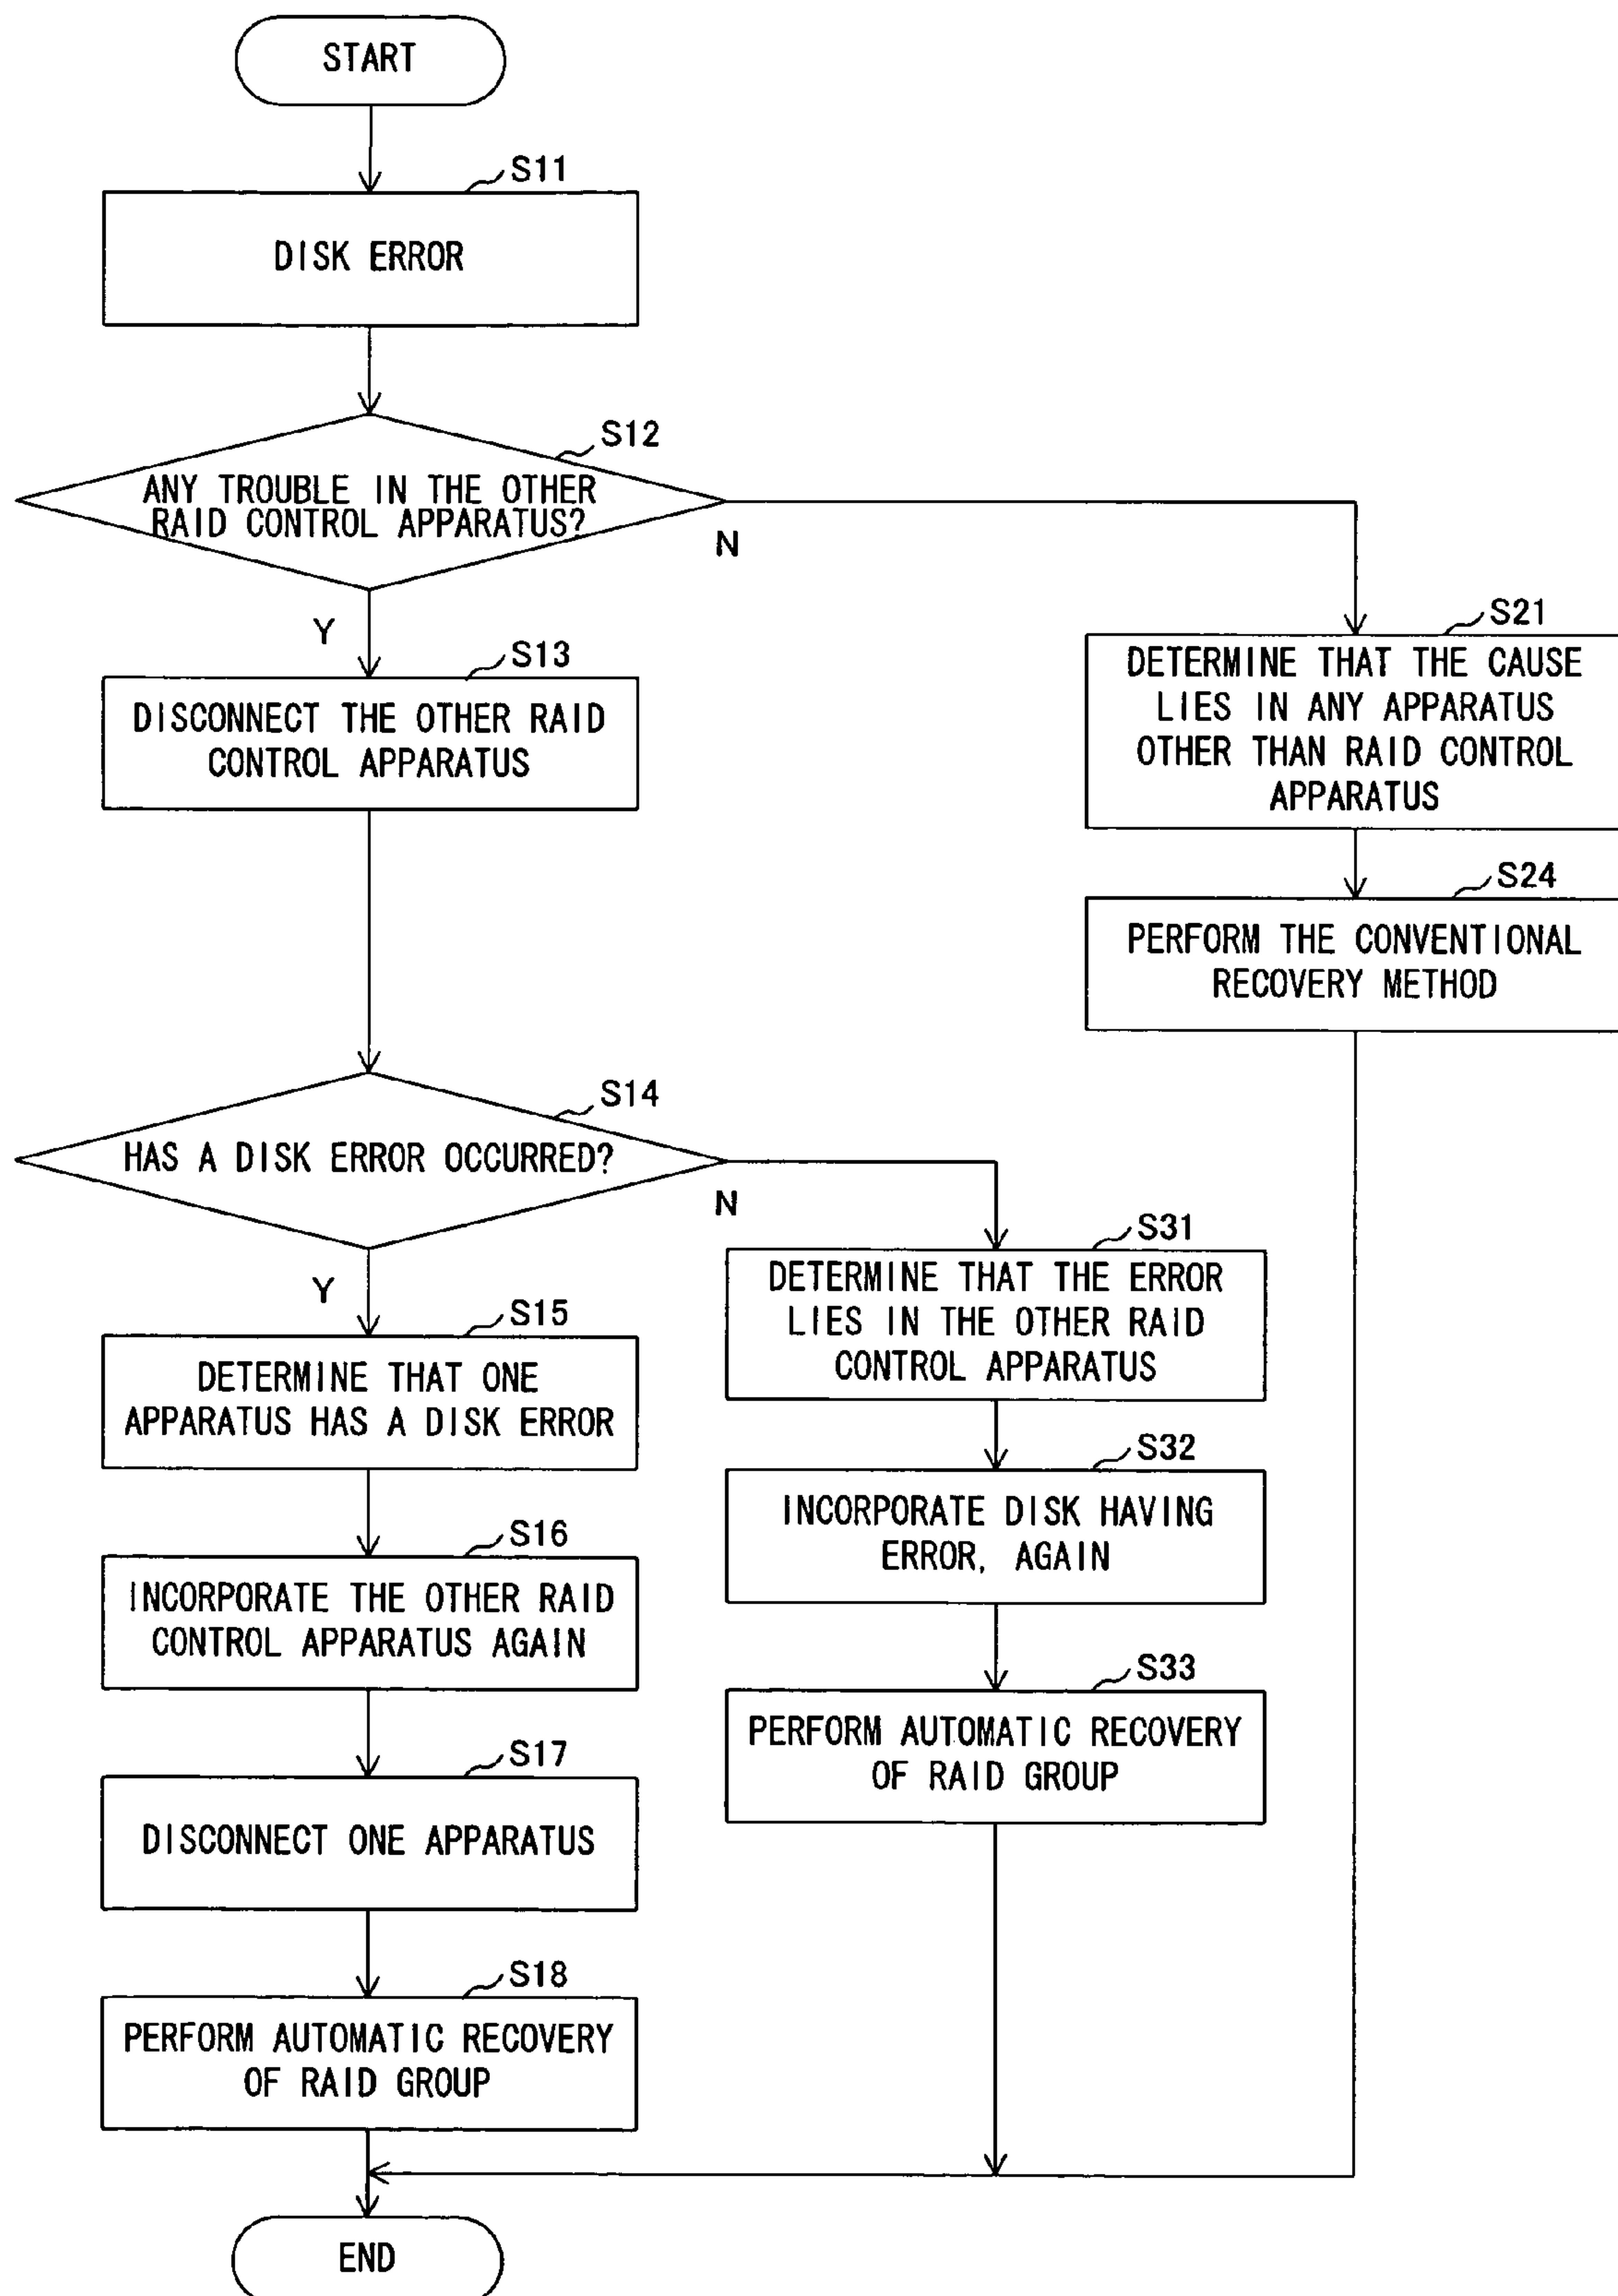 START
S11
DISK ERROR
S12
ANY TROUBLE IN THE OTHER
RAID CONTROL APPARATUS?
N
Y
S13
DISCONNECT THE OTHER RAID
CONTROL APPARATUS
S21
DETERMINE THAT THE CAUSE
LIES IN ANY APPARATUS
OTHER THAN RAID CONTROL
APPARATUS
S24
PERFORM THE CONVENTIONAL
RECOVERY METHOD
S14
HAS A DISK ERROR OCCURRED?
N
Y
S15
DETERMINE THAT ONE
APPARATUS HAS A DISK ERROR
S16
INCORPORATE THE OTHER RAID
CONTROL APPARATUS AGAIN
S17
DISCONNECT ONE APPARATUS
S18
PERFORM AUTOMATIC RECOVERY
OF RAID GROUP
S31
DETERMINE THAT THE ERROR
LIES IN THE OTHER RAID
CONTROL APPARATUS
S32
INCORPORATE DISK HAVING
ERROR, AGAIN
S33
PERFORM AUTOMATIC RECOVERY
OF RAID GROUP
END